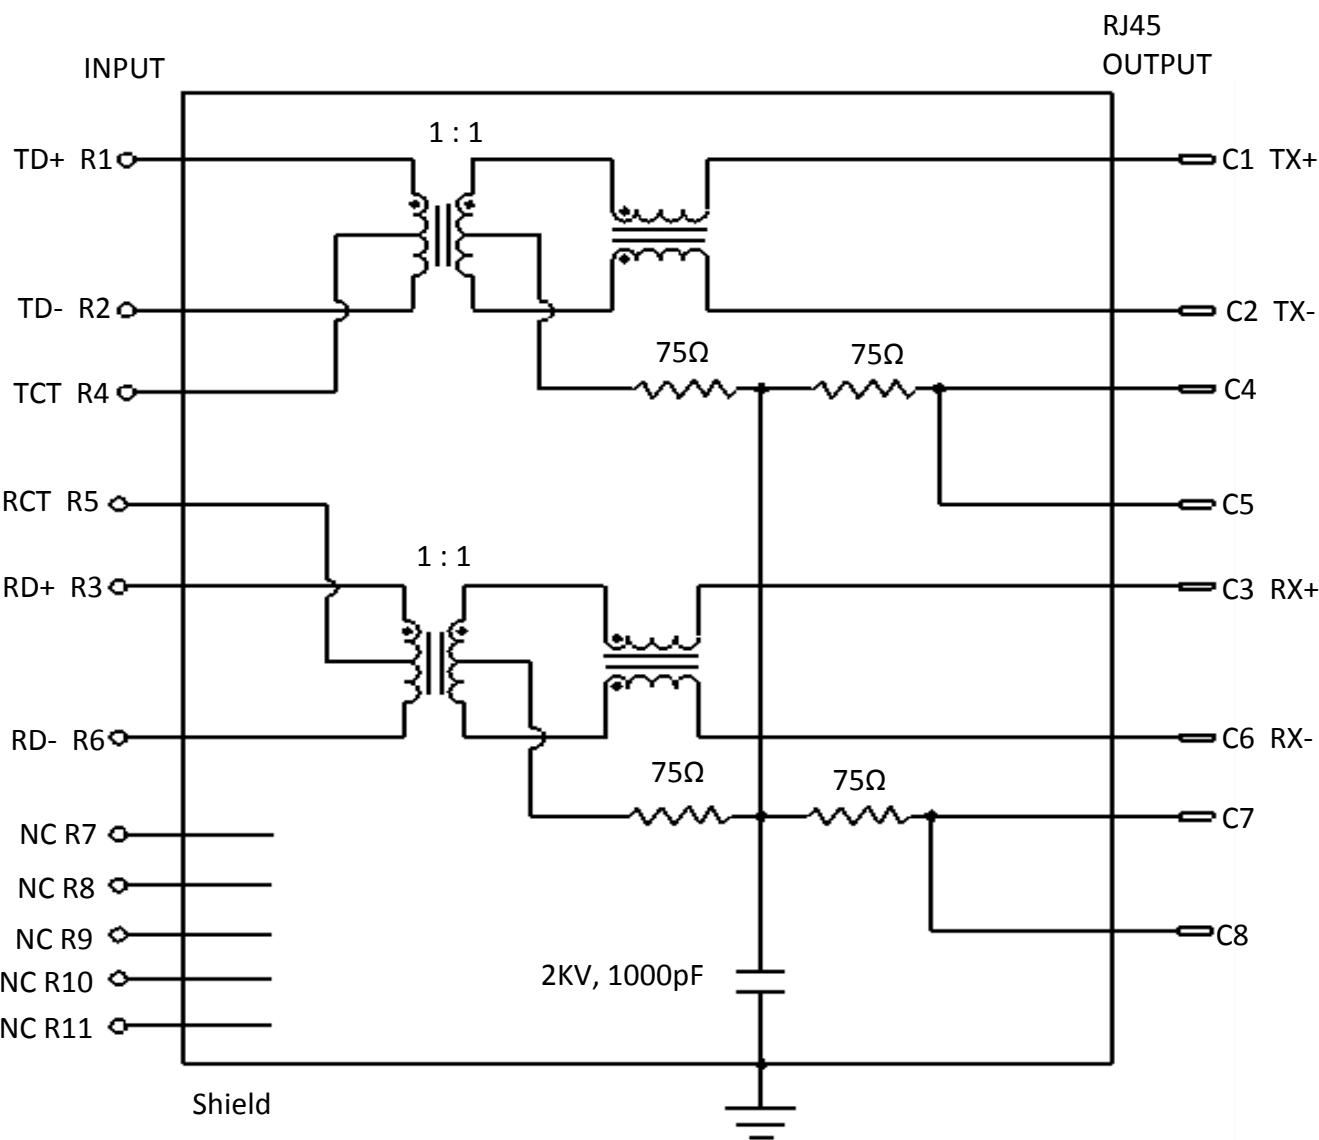 RJ45
OUTPUT
INPUT
1 : 1
TD+ R1
C1 TX+
TD- R2
C2 TX-
75Ω
75Ω
TCT R4
C4
RCT R5
C5
1 : 1
RD+ R3
C3 RX+
RD- R6
C6 RX-
75Ω
75Ω
C7
NC R7
NC R8
NC R9
C8
NC R10
2KV, 1000pF
NC R11
Shield